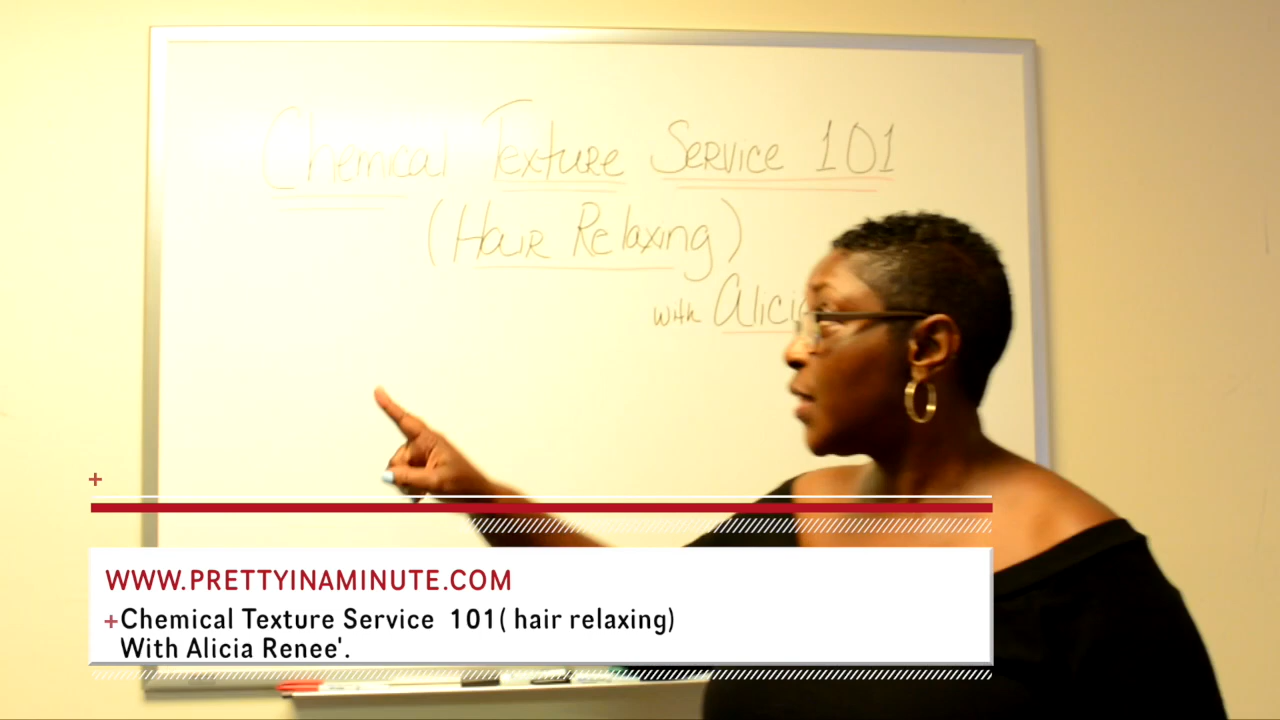 Chemical Texture Service 101
(Hair Relaxing)
with Alicia
WWW.PRETTYINAMINUTE.COM
+Chemical Texture Service 101( hair relaxing)
With Alicia Renee'.